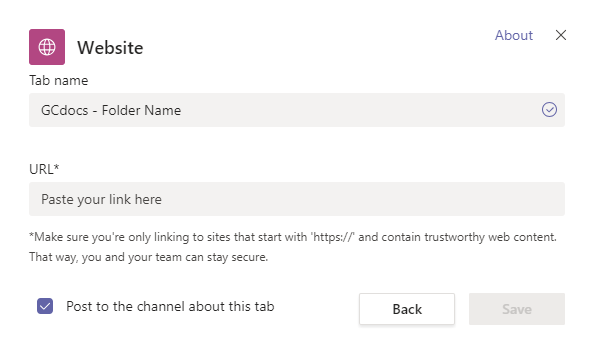 About
Website
Tab name
GCdocs - Folder Name
URL*
Paste your link here
*Make sure you're only linking to sites that start with 'https://' and contain trustworthy web content.
That way, you and your team can stay secure.
Post to the channel about this tab
Back
Save